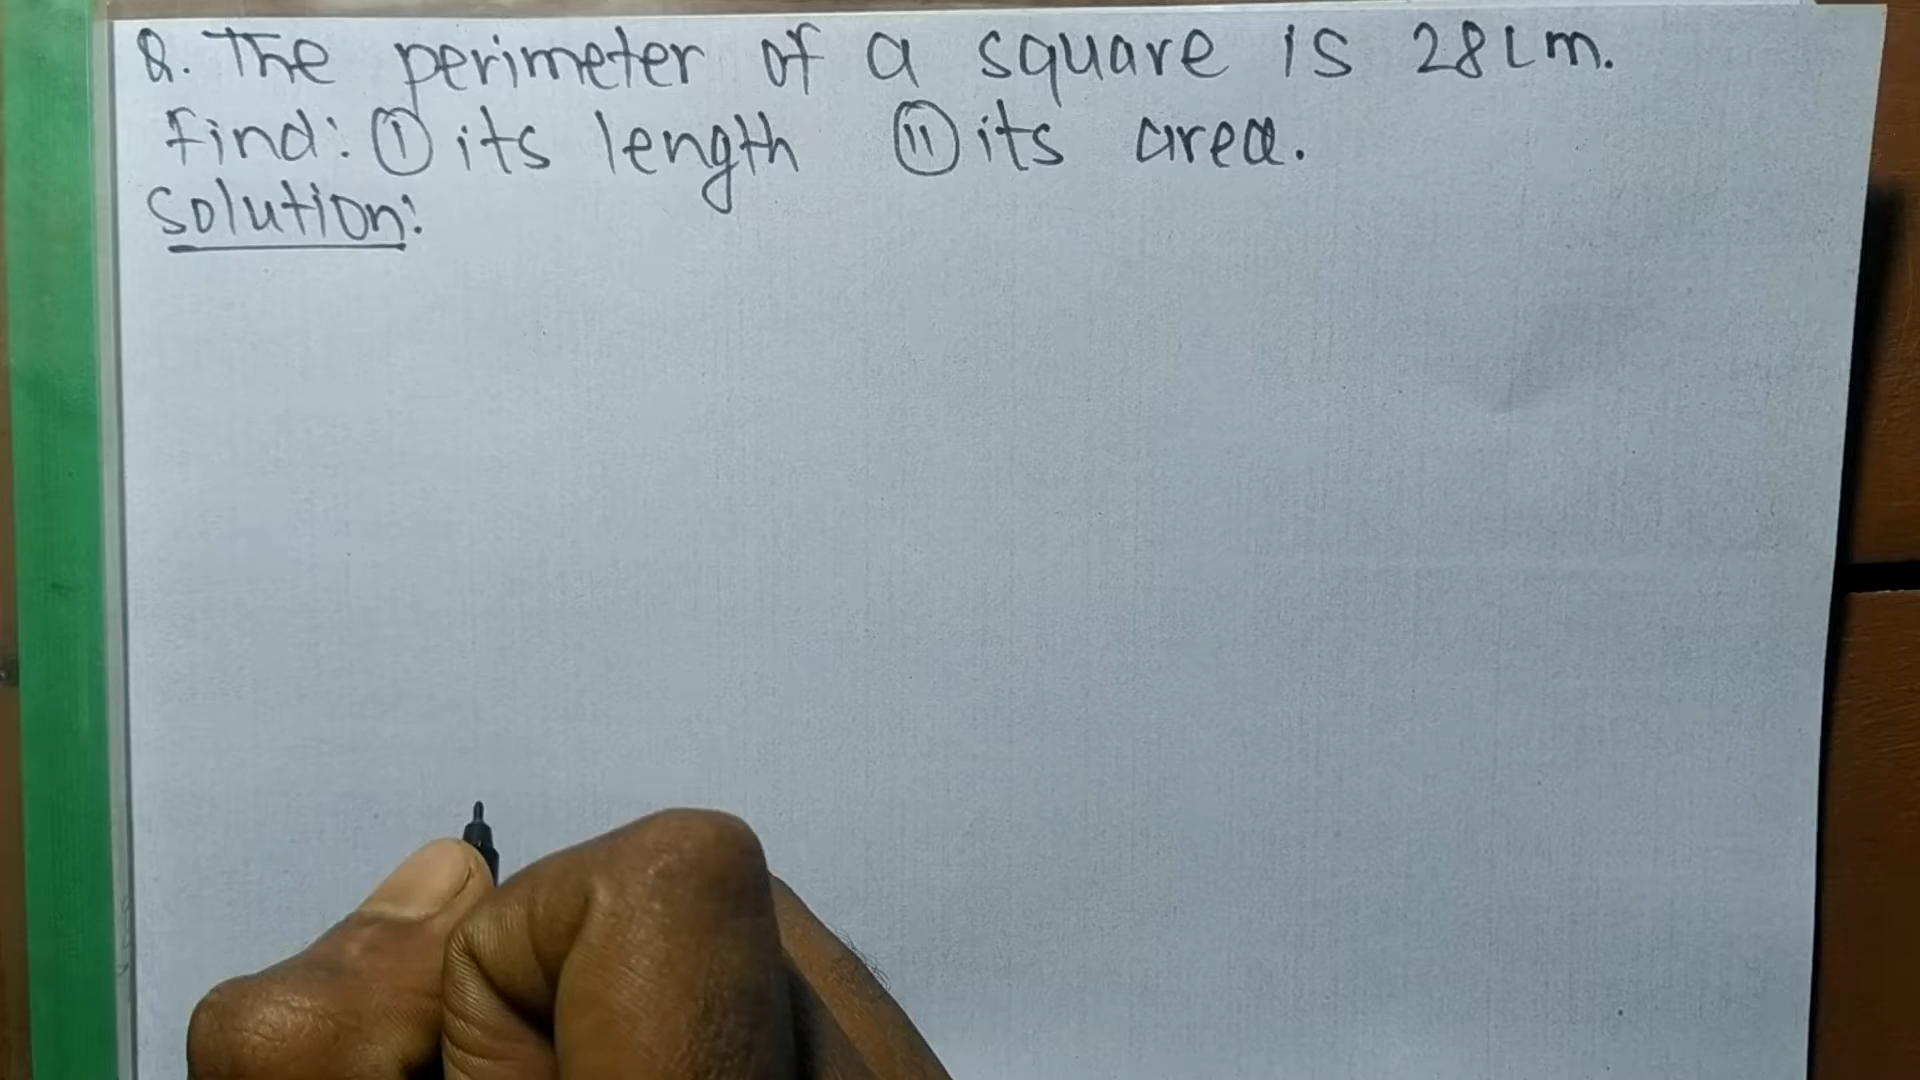 Q. The perimeter of a square is 28cm.
Find: (I) its length (II) its area.
Solution: